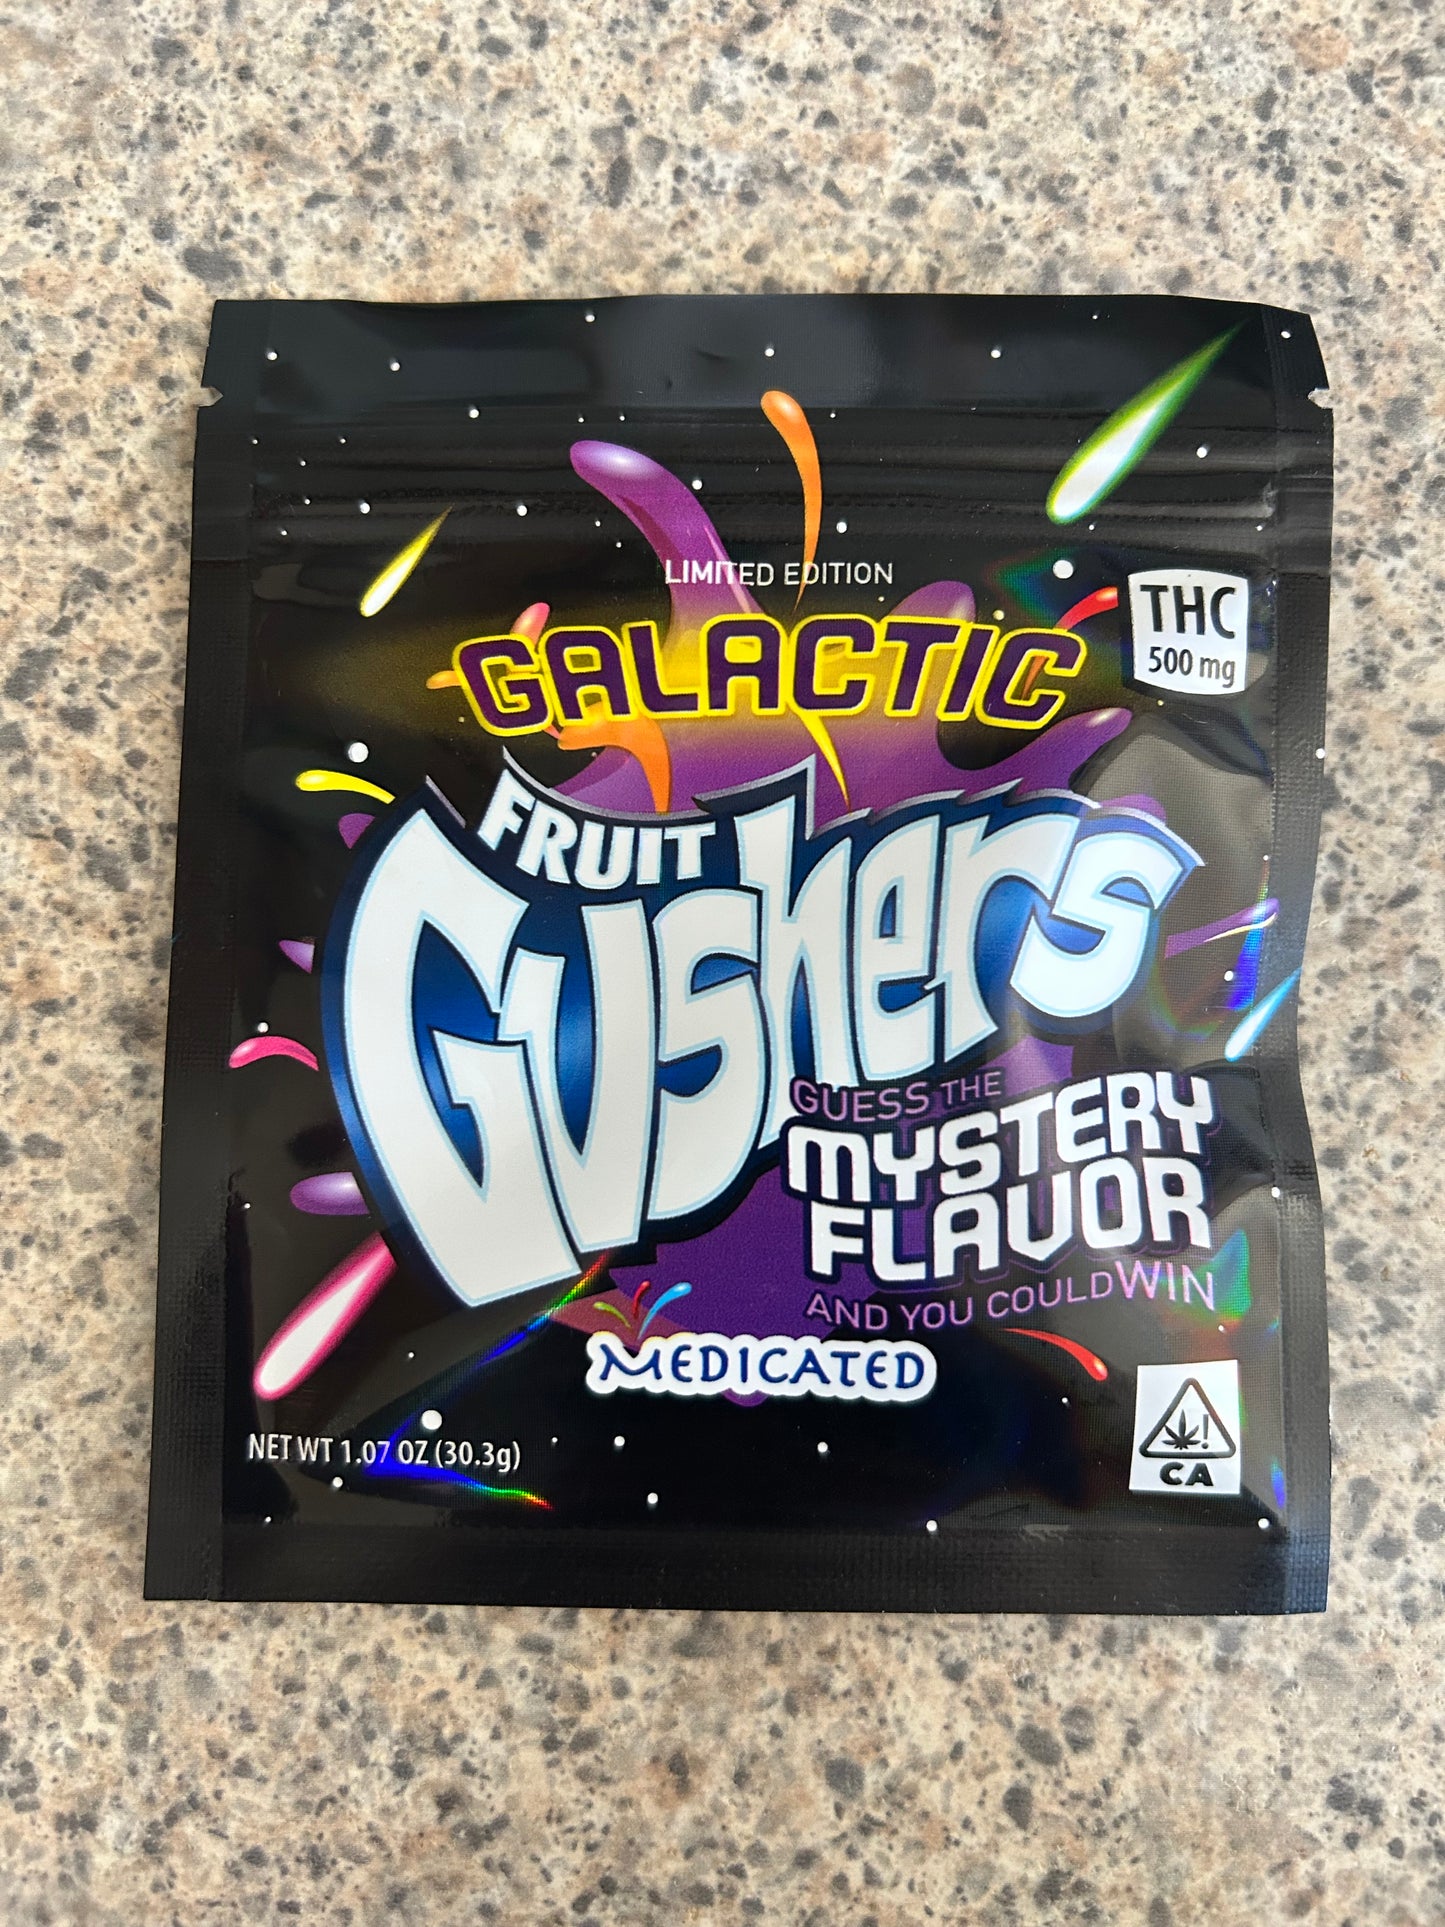 LIMITED EDITION
GALACTIC
THC
500 mg
FRUIT
GUSHERS
GUESS THE
MYSTERY
FLAVOR
AND YOU COULD WIN
MEDICATED
NET WT 1.07 OZ (30.3g)
!
CA